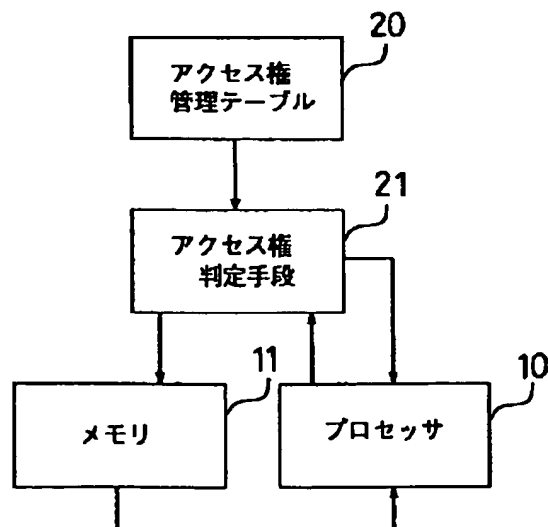 20
アクセス権
管理テーブル
21
アクセス権
判定手段
11
メモリ
10
プロセッサ